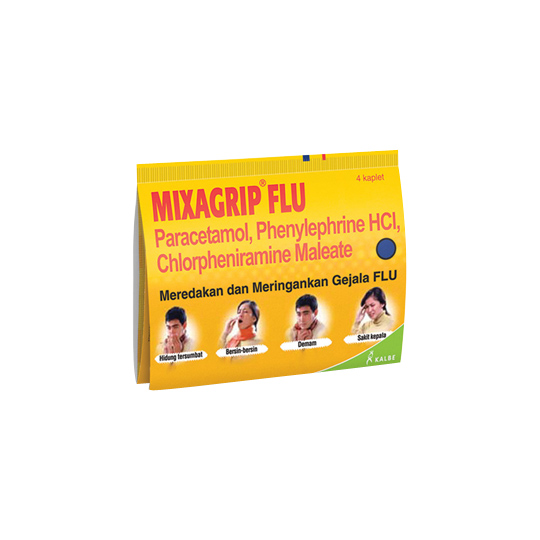 4 kaplet
MIXAGRIP® FLU
Paracetamol, Phenylephrine HCl,
Chlorpheniramine Maleate
Meredakan dan Meringankan Gejala FLU
Hidung tersumbat
Bersin-bersin
Demam
Sakit kepala
KALBE